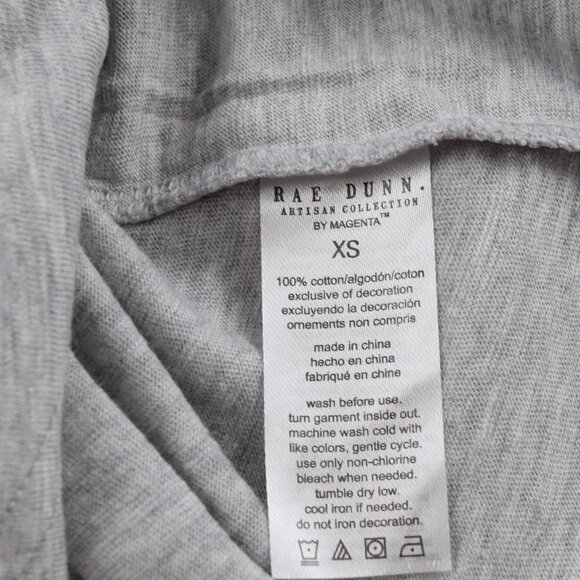 RAE DUNN.
ARTISAN COLLECTION
BY MAGENTA™
XS
100% cotton/algodón/coton
exclusive of decoration
excluyendo la decoración
ornements non compris
made in china
hecho en china
fabriqué en chine
wash before use.
turn garment inside out.
machine wash cold with
like colors, gentle cycle.
use only non-chlorine
bleach when needed.
tumble dry low.
cool iron if needed.
do not iron decoration.